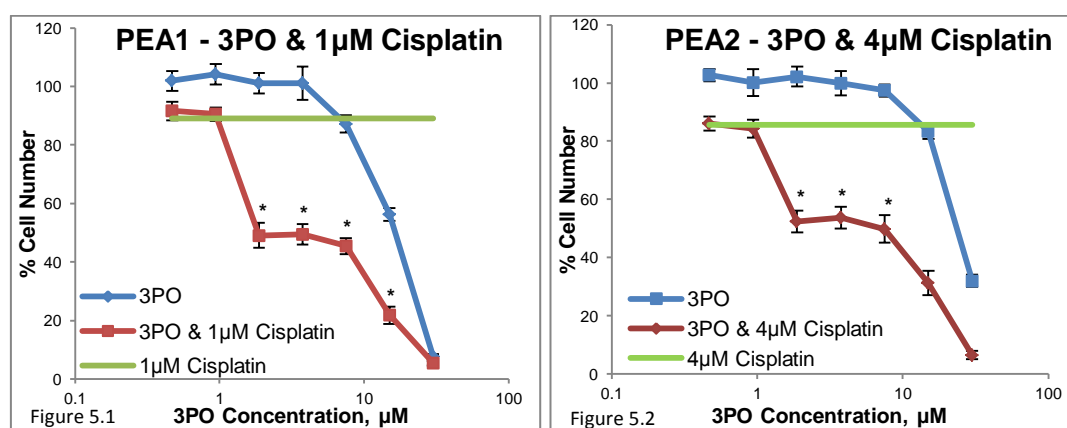 PEA1 - 3PO & 1µM Cisplatin
120
100
80
60
40
20
0
% Cell Number
* * * *
3PO
3PO & 1µM Cisplatin
1µM Cisplatin
0 1 10 100
Figure 5.1
3PO Concentration, µM
PEA2 - 3PO & 4µM Cisplatin
120
100
80
60
40
20
0
% Cell Number
* * *
3PO
3PO & 4µM Cisplatin
4µM Cisplatin
0 1 10 100
Figure 5.2
3PO Concentration, µM